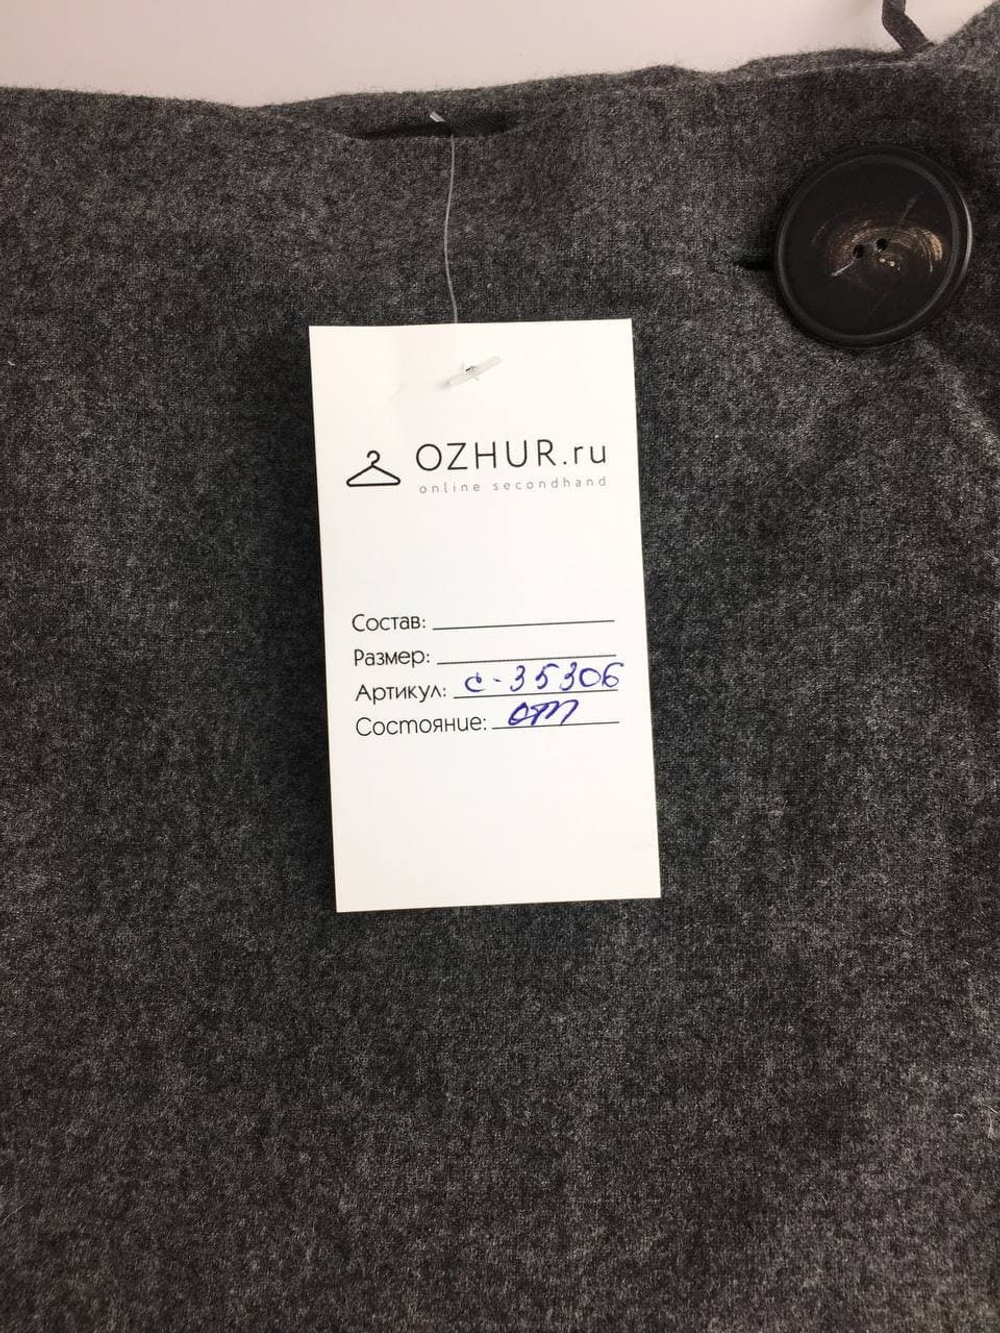 OZHUR.ru
online secondhand
Состав:
Размер:
Артикул: с-35306
Состояние: отл